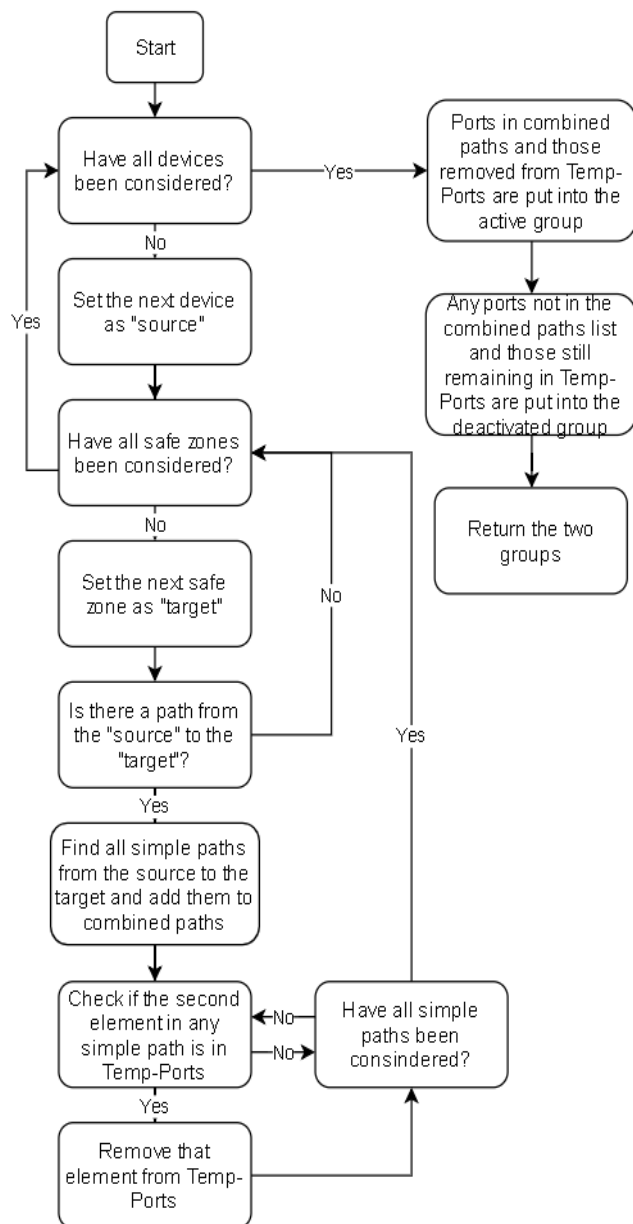 Start
Have all devices
been considered?
Yes
Ports in combined
paths and those
removed from Temp-
Ports are put into the
active group
No
Set the next device
as "source"
Yes
Any ports not in the
combined paths list
and those still
remaining in Temp-
Ports are put into the
deactivated group
Have all safe zones
been considered?
No
Return the two
groups
Set the next safe
zone as "target"
No
Is there a path from
the "source" to the
"target"?
Yes
Yes
Find all simple paths
from the source to the
target and add them to
combined paths
Check if the second
element in any
simple path is in
Temp-Ports
No
No
Have all simple
paths been
consindered?
Yes
Remove that
element from Temp-
Ports